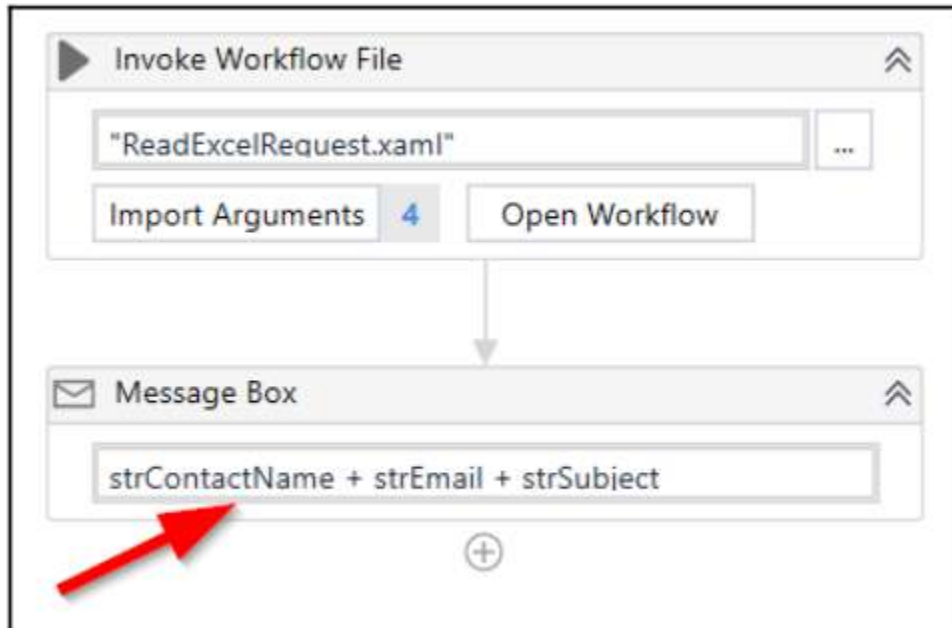 Invoke Workflow File
"ReadExcelRequest.xaml"
...
Import Arguments 4 Open Workflow
Message Box
strContactName + strEmail + strSubject